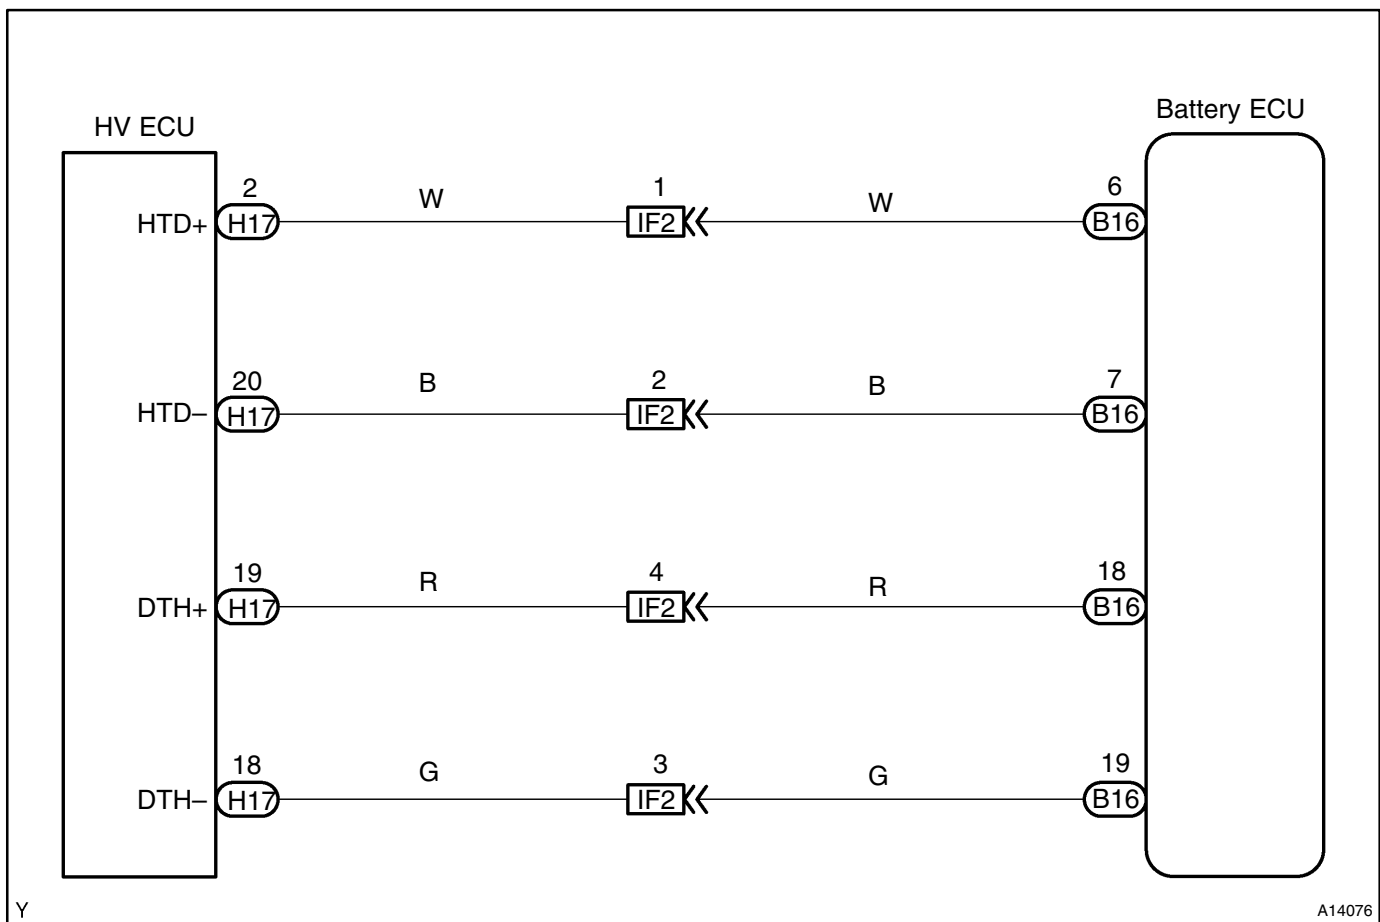 HV ECU
Battery ECU
2
W
1
W
6
HTD+
H17
IF2
B16
20
B
2
B
7
HTD–
H17
IF2
B16
19
R
4
R
18
DTH+
H17
IF2
B16
18
G
3
G
19
DTH–
H17
IF2
B16
Y
A14076